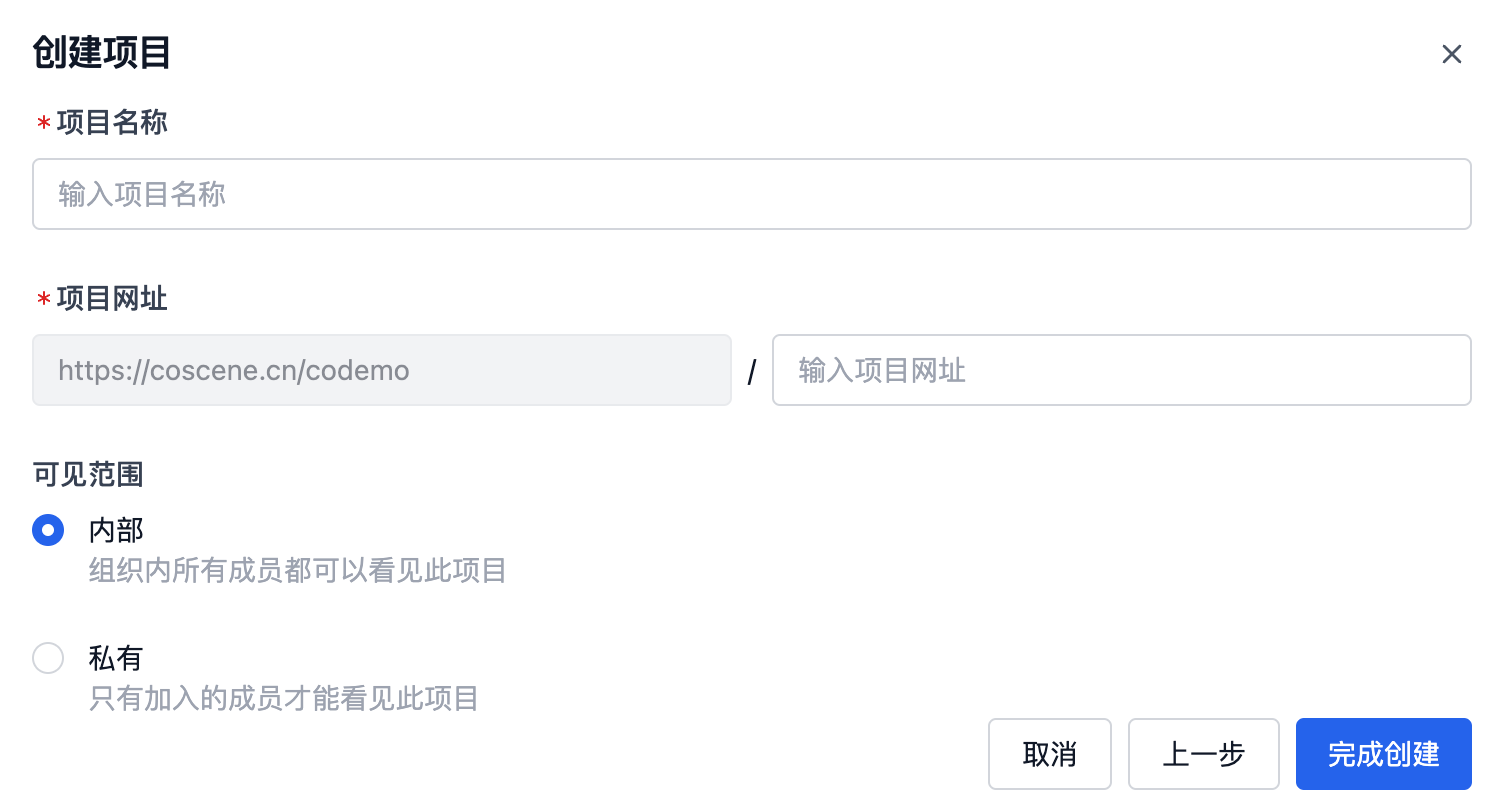 创建项目
* 项目名称
输入项目名称
* 项目网址
https://coscene.cn/codemo / 输入项目网址
可见范围
内部
组织内所有成员都可以看见此项目
私有
只有加入的成员才能看见此项目
取消 上一步 完成创建